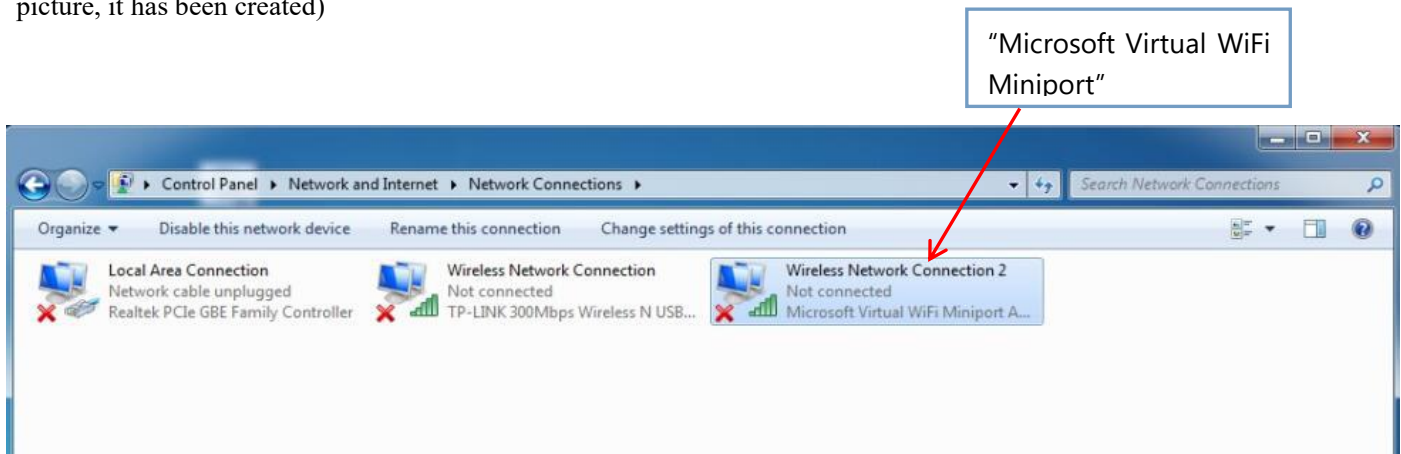 picture, it has been created)
"Microsoft Virtual WiFi
Miniport"
Control Panel Network and Internet Network Connections
Search Network Connections
Organize Disable this network device Rename this connection Change settings of this connection
Local Area Connection
Network cable unplugged
Realtek PCIe GBE Family Controller
Wireless Network Connection
Not connected
TP-LINK 300Mbps Wireless N USB...
Wireless Network Connection 2
Not connected
Microsoft Virtual WiFi Miniport A...